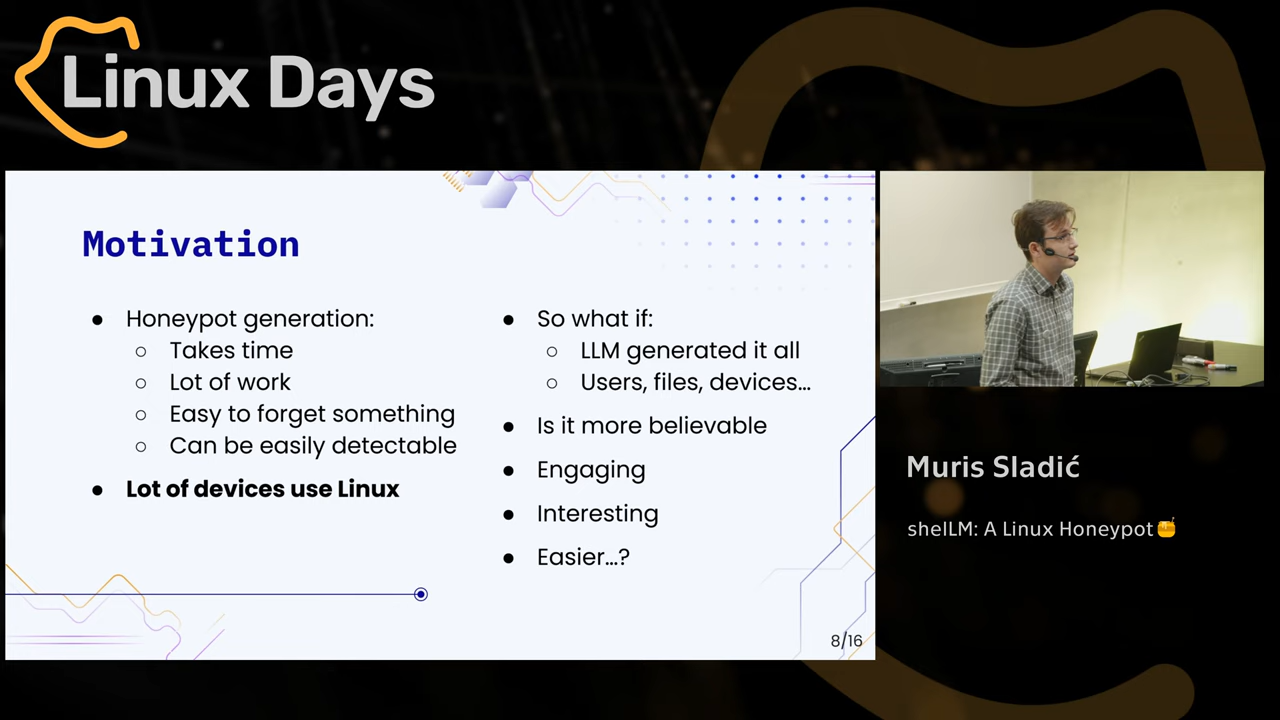 Linux Days
Motivation
● Honeypot generation:
○ Takes time
○ Lot of work
○ Easy to forget something
○ Can be easily detectable
● Lot of devices use Linux
● So what if:
○ LLM generated it all
○ Users, files, devices...
● Is it more believable
● Engaging
● Interesting
● Easier...?
8/16
Muris Sladić
shelLM: A Linux Honeypot🍯